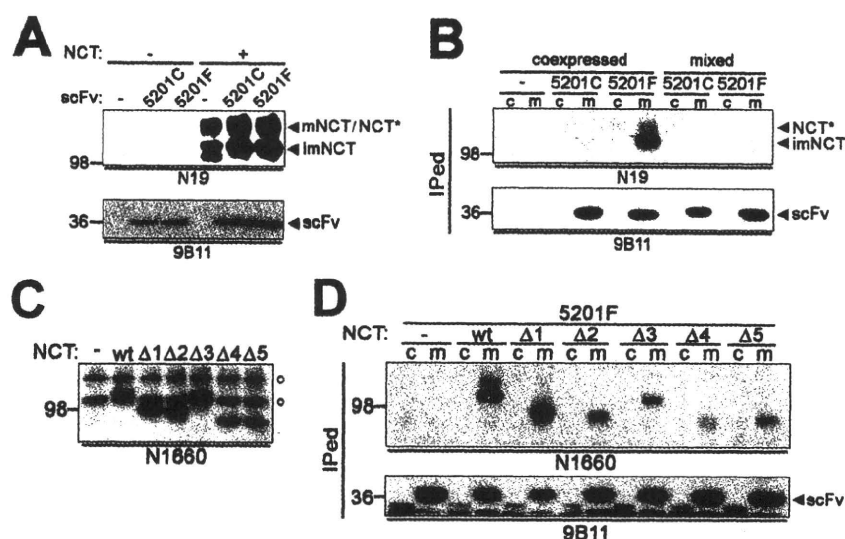 A
NCT: - +
scFv: - 5201C 5201F - 5201C 5201F
mNCT/NCT*
imNCT
98
N19
36
scFv
9B11
B
coexpressed mixed
- 5201C 5201F 5201C 5201F
c m c m c m c m c m
NCT*
imNCT
98
N19
IPed
36
scFv
9B11
C
NCT: - wt Δ1 Δ2 Δ3 Δ4 Δ5
98
N1660
D
5201F
NCT: - wt Δ1 Δ2 Δ3 Δ4 Δ5
c m c m c m c m c m c m c m
98
N1660
IPed
36
scFv
9B11